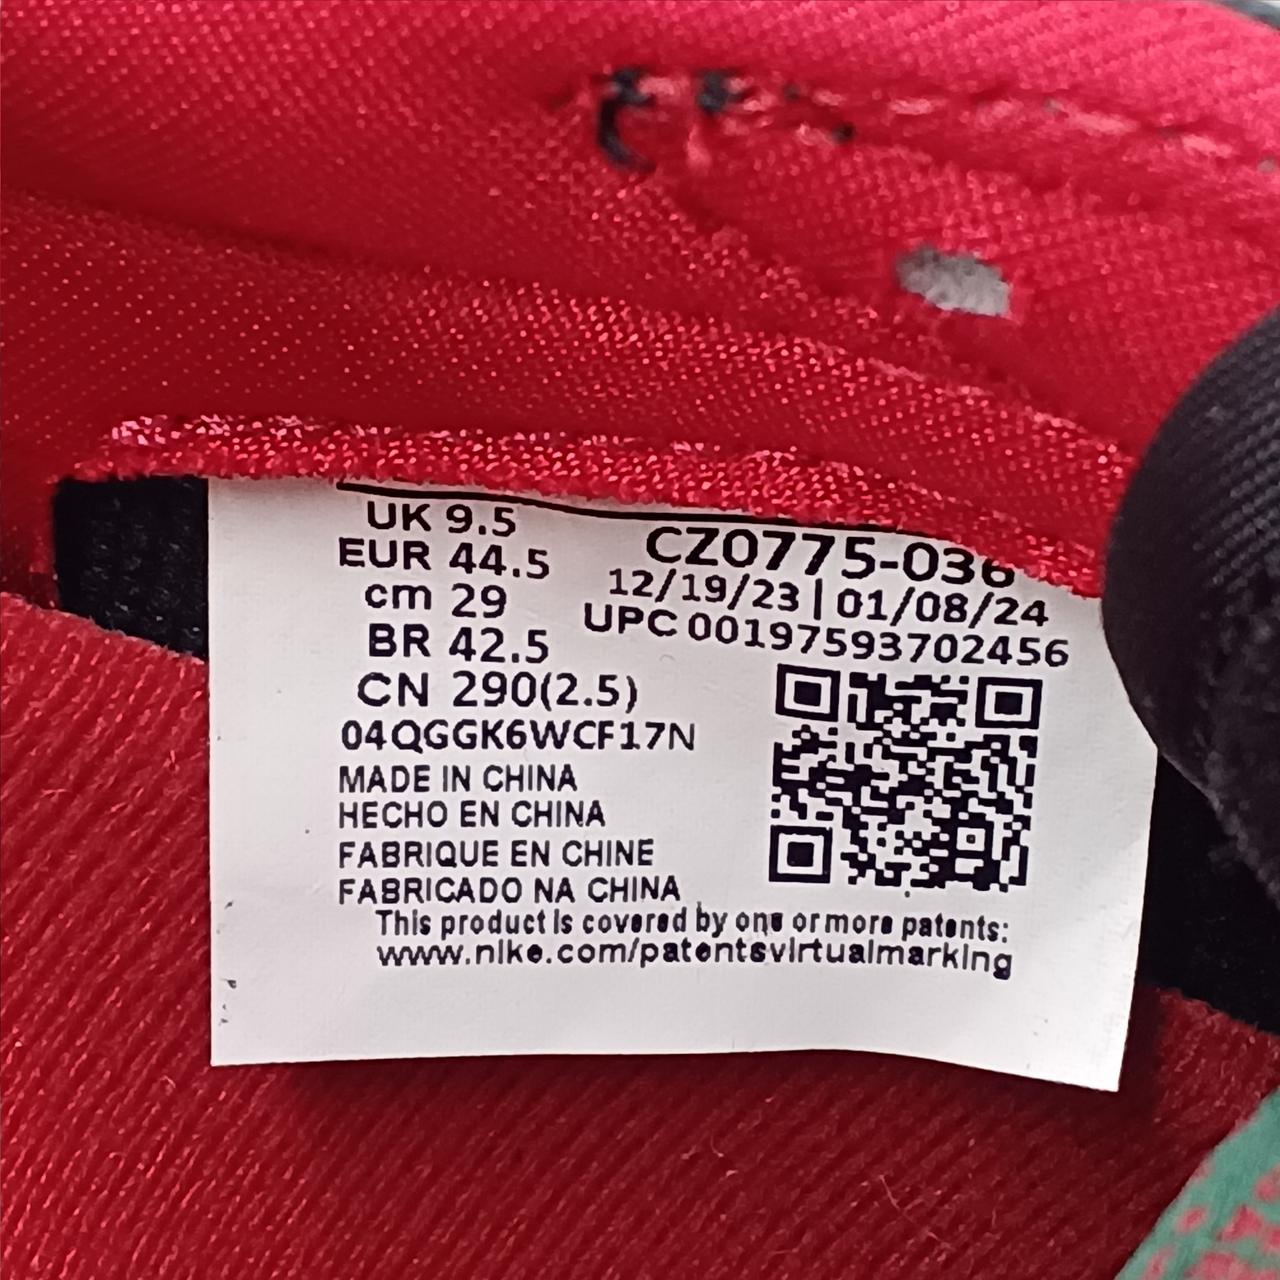 UK 9.5
EUR 44.5
cm 29
BR 42.5
CN 290(2.5)
CZ0775-036
12/19/23 | 01/08/24
UPC 00197593702456
04QGGK6WCF17N
MADE IN CHINA
HECHO EN CHINA
FABRIQUE EN CHINE
FABRICADO NA CHINA
This product is covered by one or more patents:
www.nike.com/patentsvirtualmarking